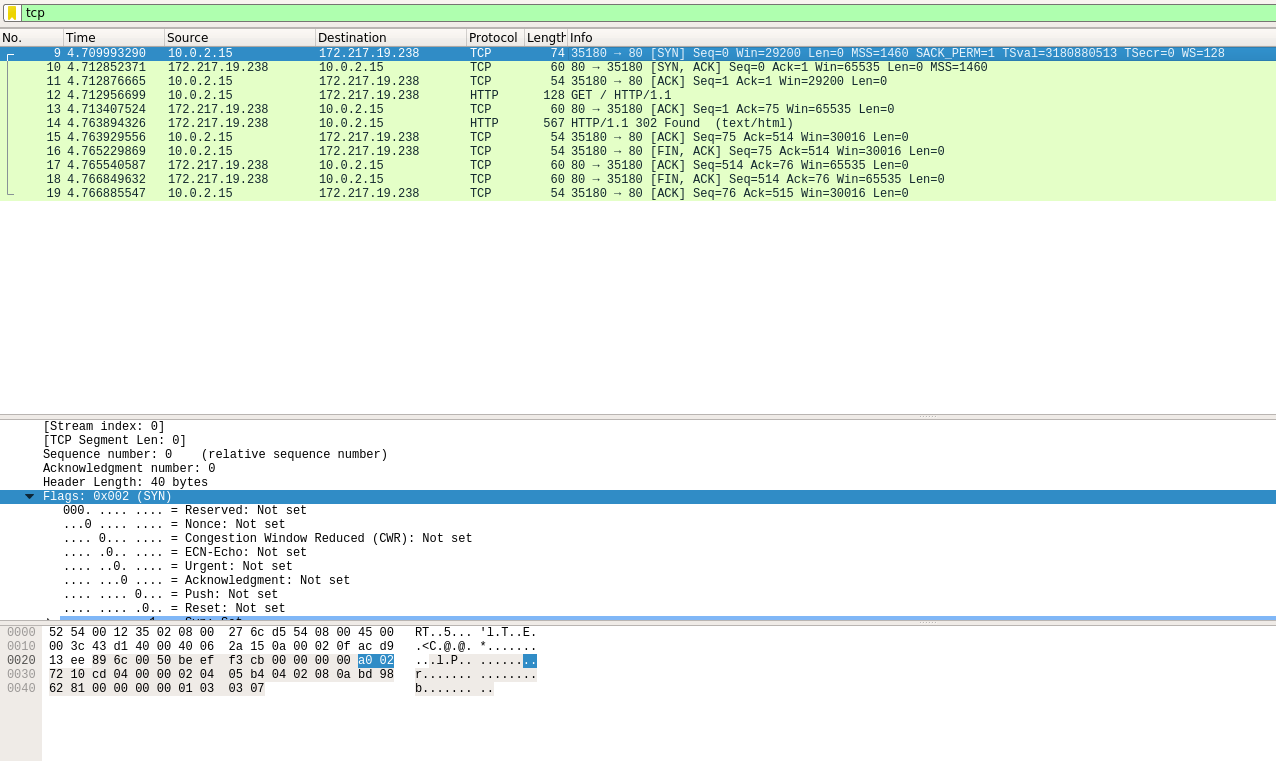 tcp
No. Time Source Destination Protocol Length Info
9 4.709993290 10.0.2.15 172.217.19.238 TCP 74 35180 → 80 [SYN] Seq=0 Win=29200 Len=0 MSS=1460 SACK_PERM=1 TSval=3180880513 TSecr=0 WS=128
10 4.712852371 172.217.19.238 10.0.2.15 TCP 60 80 → 35180 [SYN, ACK] Seq=0 Ack=1 Win=65535 Len=0 MSS=1460
11 4.712876665 10.0.2.15 172.217.19.238 TCP 54 35180 → 80 [ACK] Seq=1 Ack=1 Win=29200 Len=0
12 4.712956699 10.0.2.15 172.217.19.238 HTTP 128 GET / HTTP/1.1
13 4.713407524 172.217.19.238 10.0.2.15 TCP 60 80 → 35180 [ACK] Seq=1 Ack=75 Win=65535 Len=0
14 4.763894326 172.217.19.238 10.0.2.15 HTTP 567 HTTP/1.1 302 Found (text/html)
15 4.763929556 10.0.2.15 172.217.19.238 TCP 54 35180 → 80 [ACK] Seq=75 Ack=514 Win=30016 Len=0
16 4.765229869 10.0.2.15 172.217.19.238 TCP 54 35180 → 80 [FIN, ACK] Seq=75 Ack=514 Win=30016 Len=0
17 4.765540587 172.217.19.238 10.0.2.15 TCP 60 80 → 35180 [ACK] Seq=514 Ack=76 Win=65535 Len=0
18 4.766849632 172.217.19.238 10.0.2.15 TCP 60 80 → 35180 [FIN, ACK] Seq=514 Ack=76 Win=65535 Len=0
19 4.766885547 10.0.2.15 172.217.19.238 TCP 54 35180 → 80 [ACK] Seq=76 Ack=515 Win=30016 Len=0
[Stream index: 0]
[TCP Segment Len: 0]
Sequence number: 0 (relative sequence number)
Acknowledgment number: 0
Header Length: 40 bytes
Flags: 0x002 (SYN)
000. .... .... = Reserved: Not set
...0 .... .... = Nonce: Not set
.... 0... .... = Congestion Window Reduced (CWR): Not set
.... .0.. .... = ECN-Echo: Not set
.... ..0. .... = Urgent: Not set
.... ...0 .... = Acknowledgment: Not set
.... .... 0... = Push: Not set
.... .... .0.. = Reset: Not set
0000 52 54 00 12 35 02 08 00 27 6c d5 54 08 00 45 00 RT..5... 'l.T..E.
0010 00 3c 43 d1 40 00 40 06 2a 15 0a 00 02 0f ac d9 .<C.@.@. *.......
0020 13 ee 89 6c 00 50 be ef f3 cb 00 00 00 00 a0 02 ...l.P.. ........
0030 72 10 cd 04 00 00 02 04 05 b4 04 02 08 0a bd 98 r....... ........
0040 62 81 00 00 00 00 01 03 03 07 b....... ..